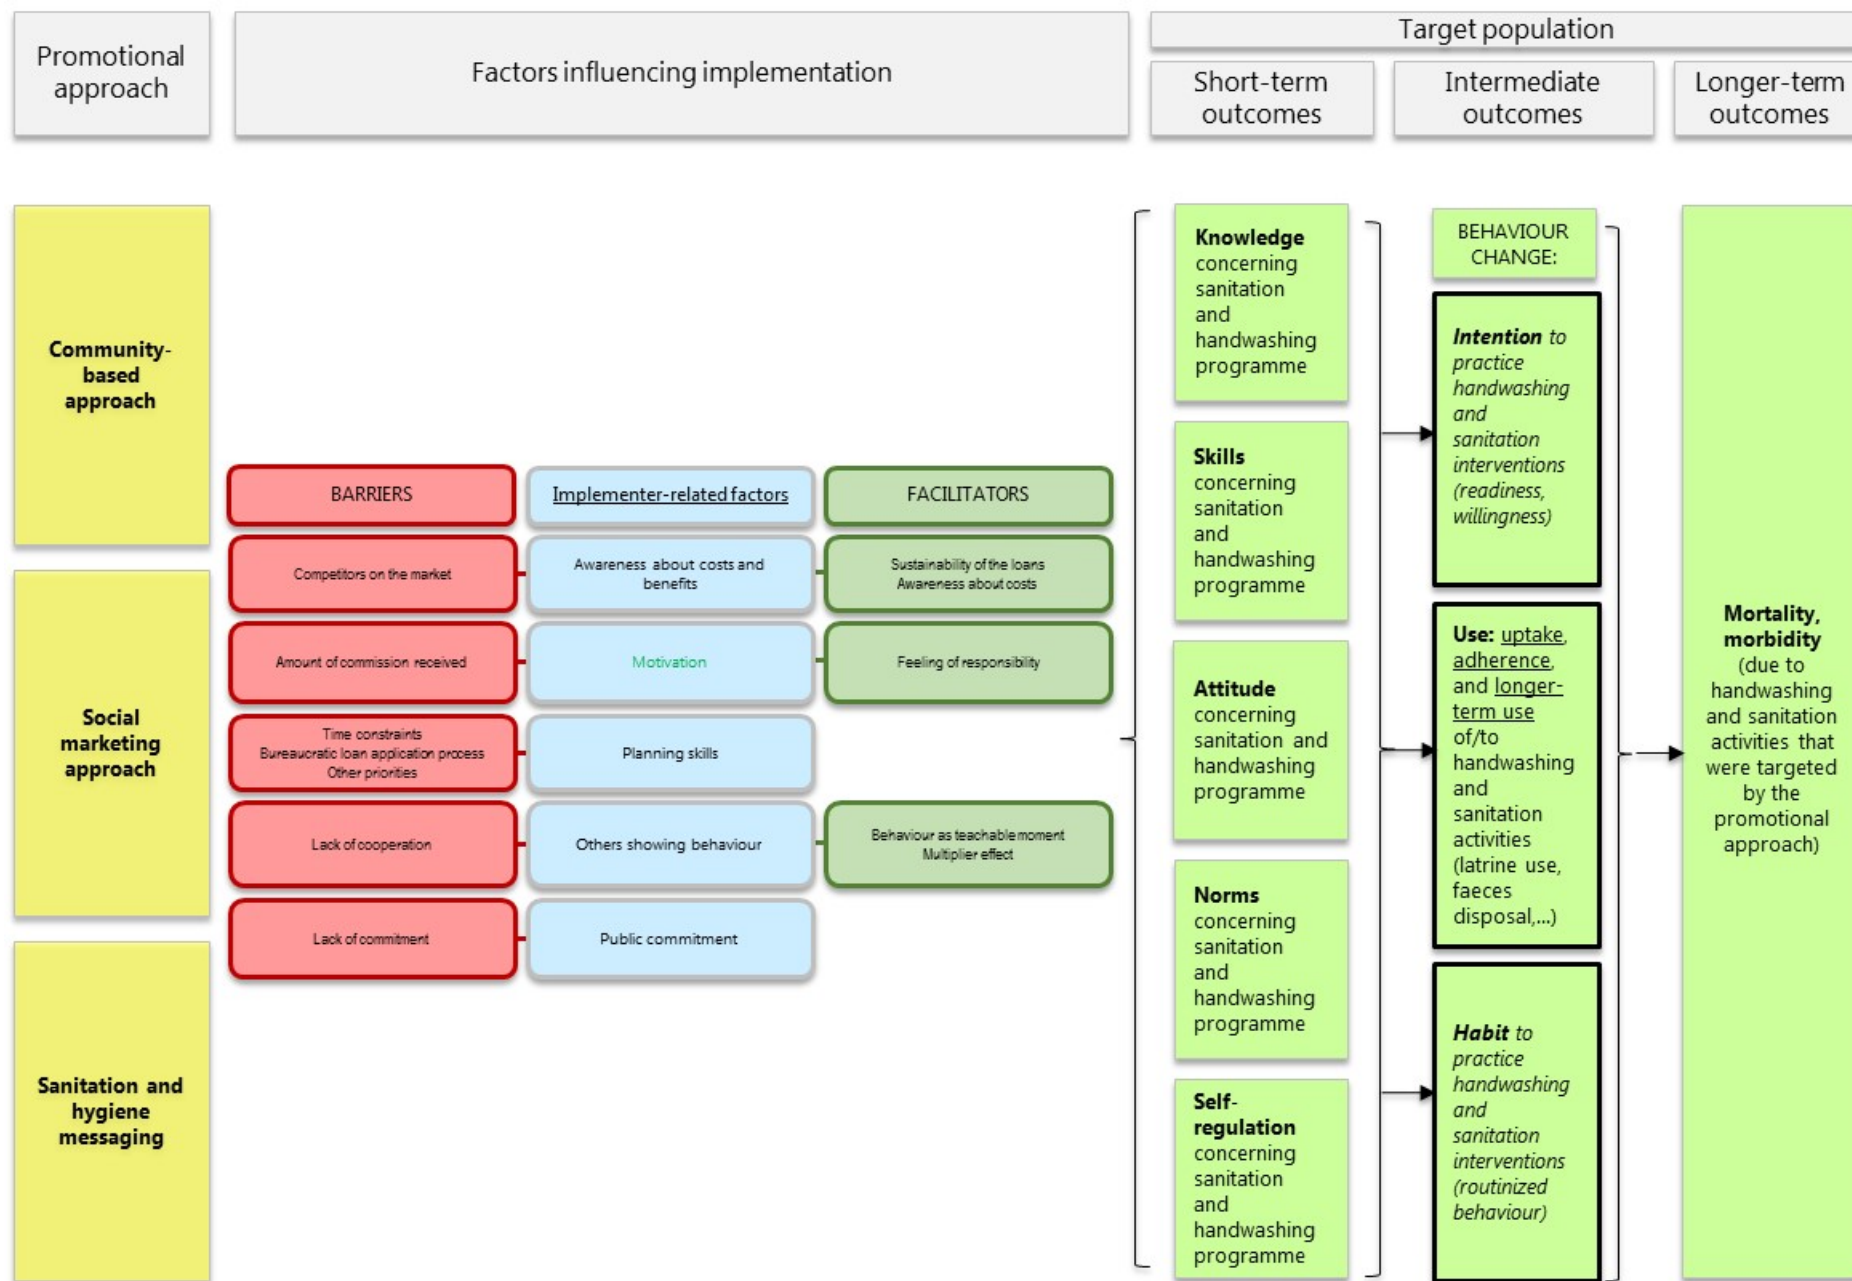 Promotional
approach
Factors influencing implementation
Target population
Short-term
outcomes
Intermediate
outcomes
Longer-term
outcomes
Community-
based
approach
Social
marketing
approach
Sanitation and
hygiene
messaging
BARRIERS
Implementer-related factors
FACILITATORS
Competitors on the market
Awareness about costs and
benefits
Sustainability of the loans
Awareness about costs
Amount of commission received
Motivation
Feeling of responsibility
Time constraints
Bureaucratic loan application process
Other priorities
Planning skills
Lack of cooperation
Others showing behaviour
Behaviour as teachable moment
Multiplier effect
Lack of commitment
Public commitment
Knowledge
concerning
sanitation
and
handwashing
programme
Skills
concerning
sanitation
and
handwashing
programme
Attitude
concerning
sanitation and
handwashing
programme
Norms
concerning
sanitation
and
handwashing
programme
Self-
regulation
concerning
sanitation
and
handwashing
programme
BEHAVIOUR
CHANGE:
Intention to
practice
handwashing
and
sanitation
interventions
(readiness,
willingness)
Use: uptake,
adherence,
and longer-
term use
of/to
handwashing
and
sanitation
activities
(latrine use,
faeces
disposal,...)
Habit to
practice
handwashing
and
sanitation
interventions
(routinized
behaviour)
Mortality,
morbidity
(due to
handwashing
and sanitation
activities that
were targeted
by the
promotional
approach)